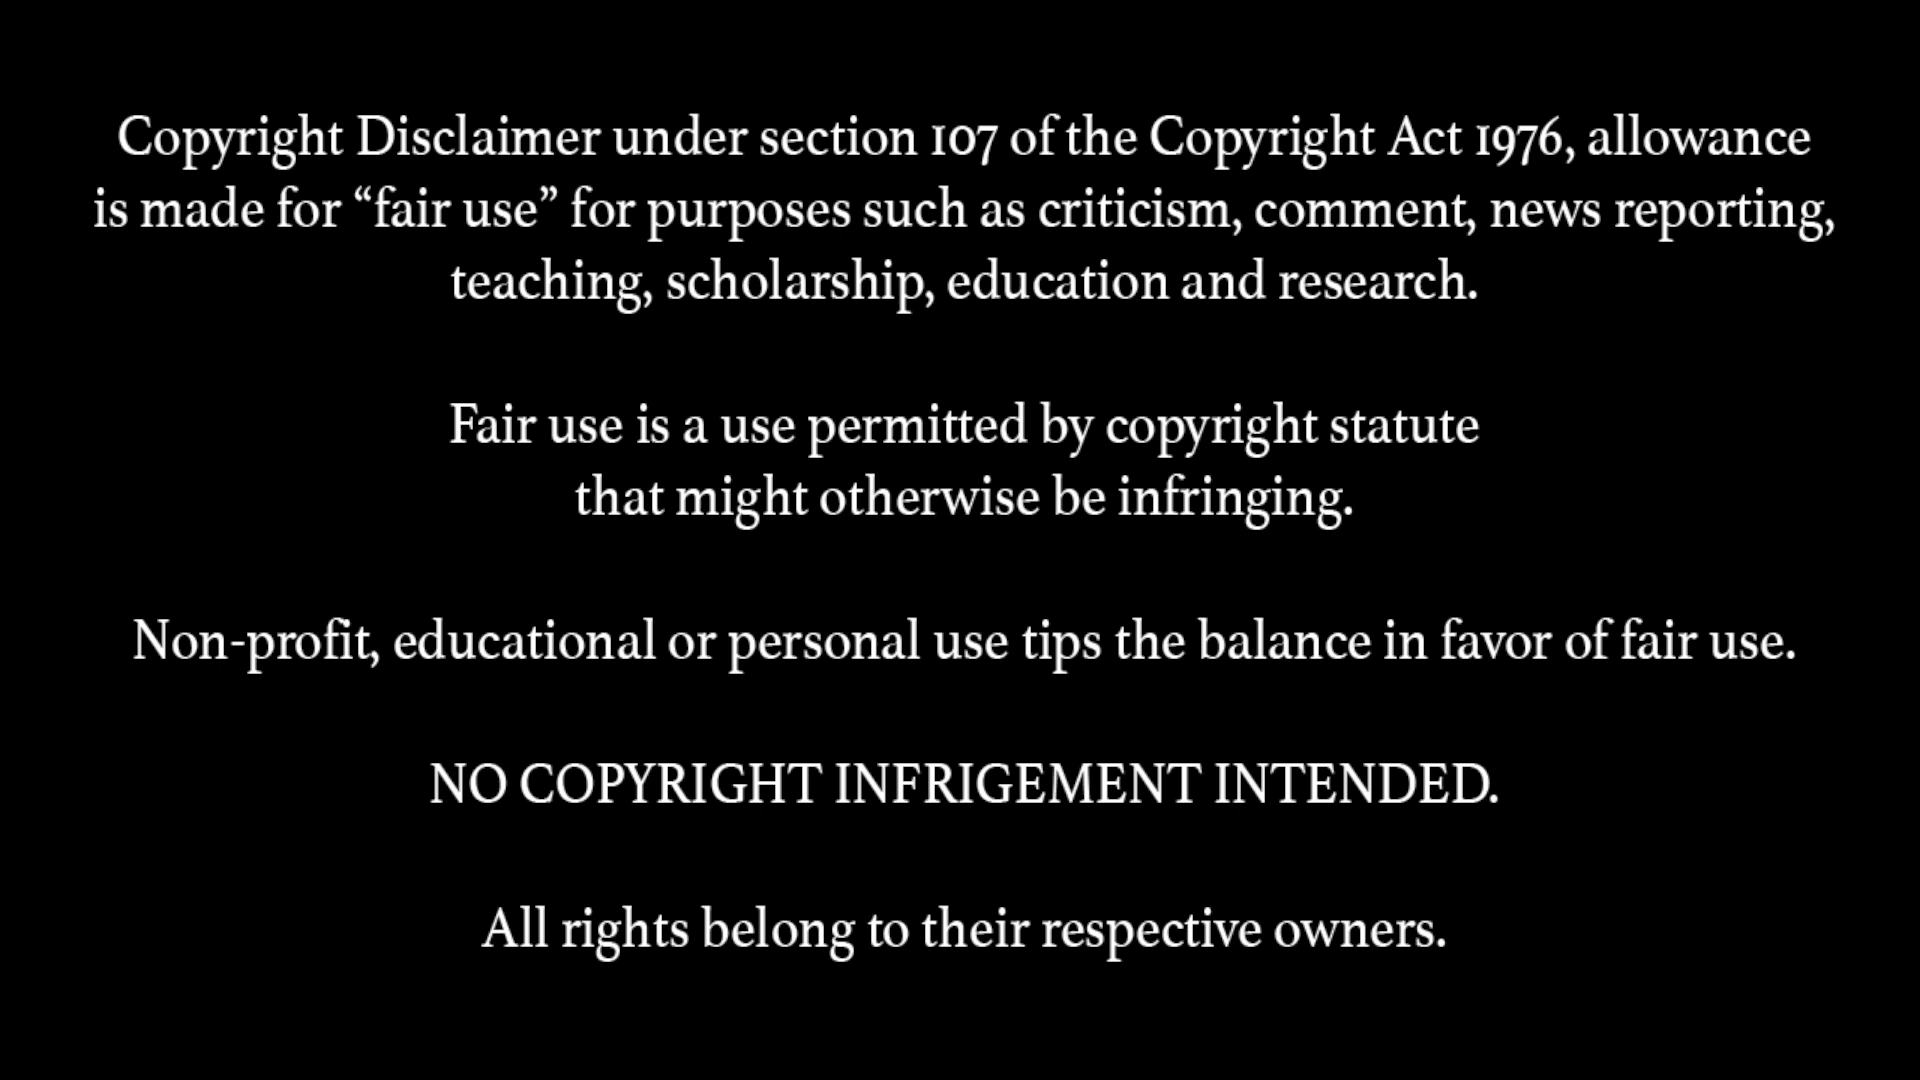 Copyright Disclaimer under section 107 of the Copyright Act 1976, allowance
is made for “fair use” for purposes such as criticism, comment, news reporting,
teaching, scholarship, education and research.
Fair use is a use permitted by copyright statute
that might otherwise be infringing.
Non-profit, educational or personal use tips the balance in favor of fair use.
NO COPYRIGHT INFRIGEMENT INTENDED.
All rights belong to their respective owners.